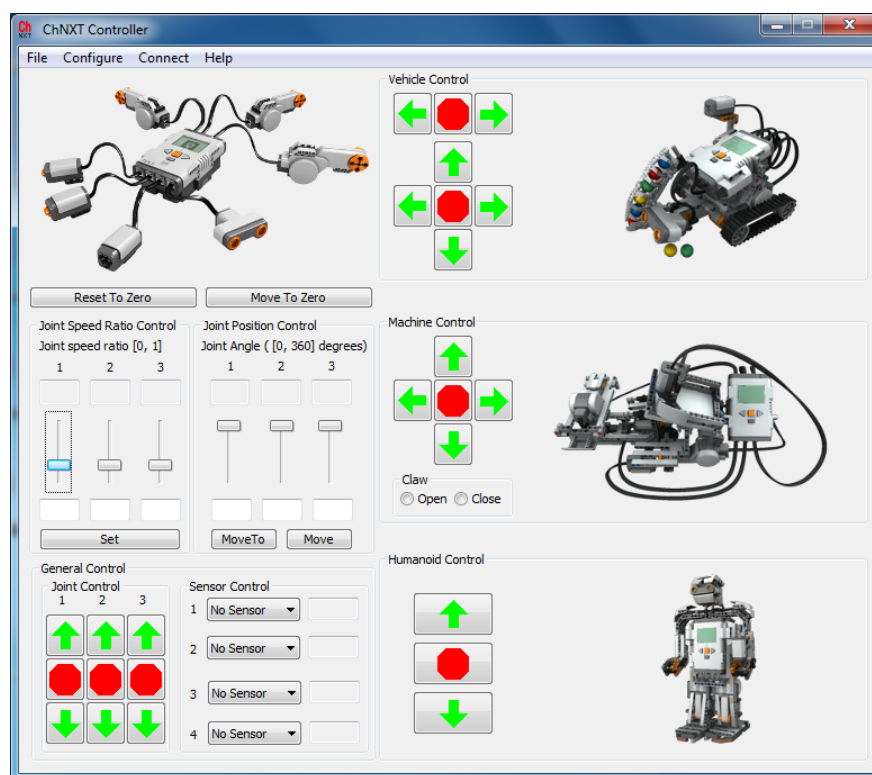 Ch
NXT
ChNXT Controller
File Configure Connect Help
Vehicle Control
Reset To Zero
Move To Zero
Joint Speed Ratio Control
Joint speed ratio [0, 1]
1 2 3
Set
Joint Position Control
Joint Angle ( [0, 360] degrees)
1 2 3
MoveTo
Move
Machine Control
Claw
Open Close
General Control
Joint Control
1 2 3
Sensor Control
1 No Sensor
2 No Sensor
3 No Sensor
4 No Sensor
Humanoid Control